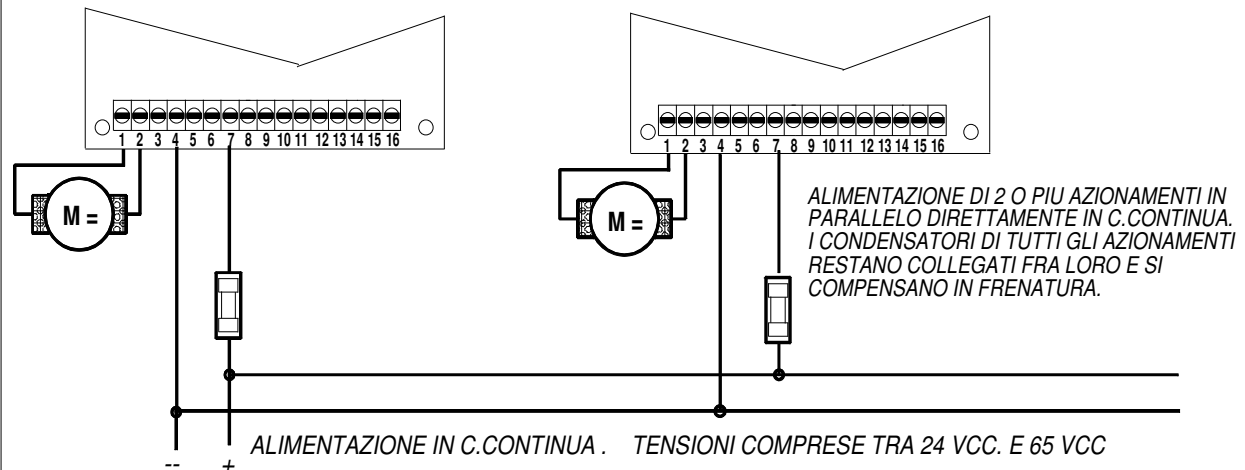 1 2 3 4 5 6 7 8 9 10 11 12 13 14 15 16
1 2 3 4 5 6 7 8 9 10 11 12 13 14 15 16
M =
M =
ALIMENTAZIONE DI 2 O PIU AZIONAMENTI IN
PARALLELO DIRETTAMENTE IN C.CONTINUA.
I CONDENSATORI DI TUTTI GLI AZIONAMENTI
RESTANO COLLEGATI FRA LORO E SI
COMPENSANO IN FRENATURA.
ALIMENTAZIONE IN C.CONTINUA . TENSIONI COMPRESE TRA 24 VCC. E 65 VCC
-- +